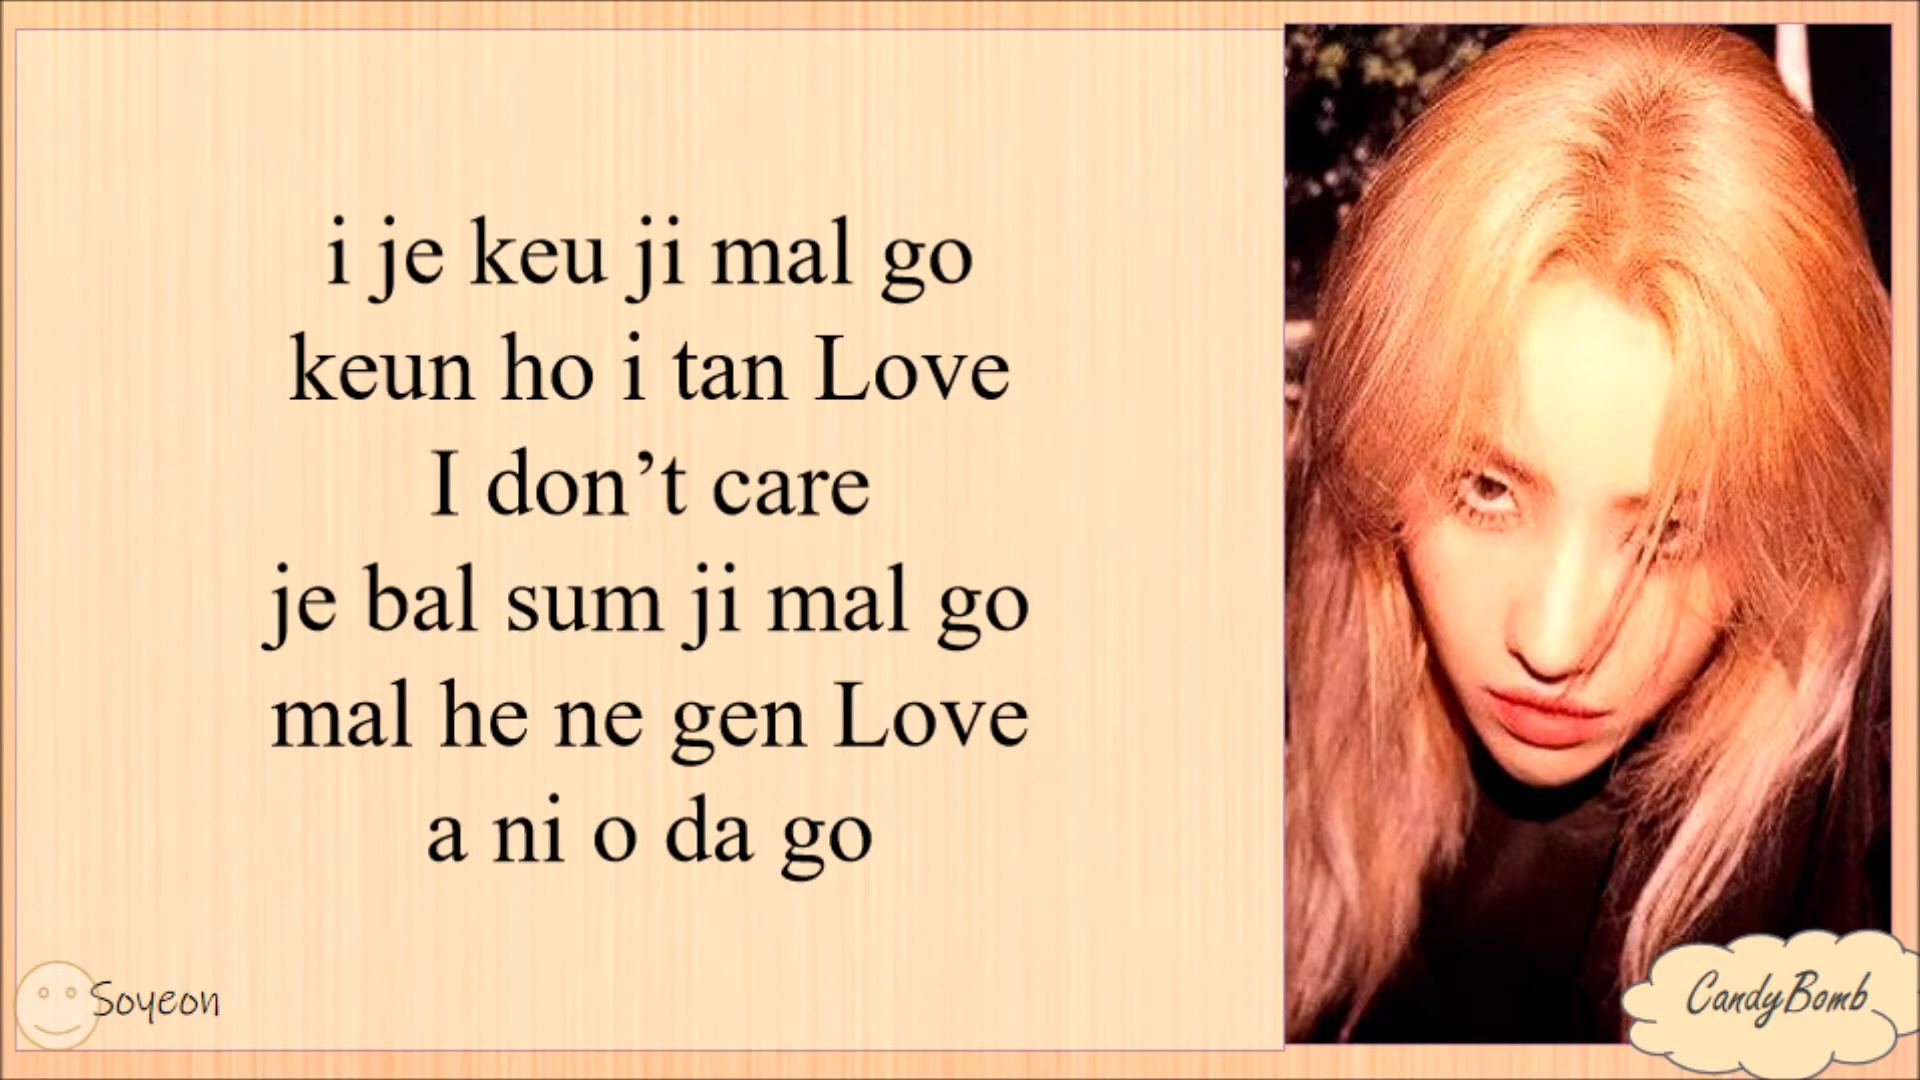 i je keu ji mal go
keun ho i tan Love
I don’t care
je bal sum ji mal go
mal he ne gen Love
a ni o da go
Soyeon
CandyBomb